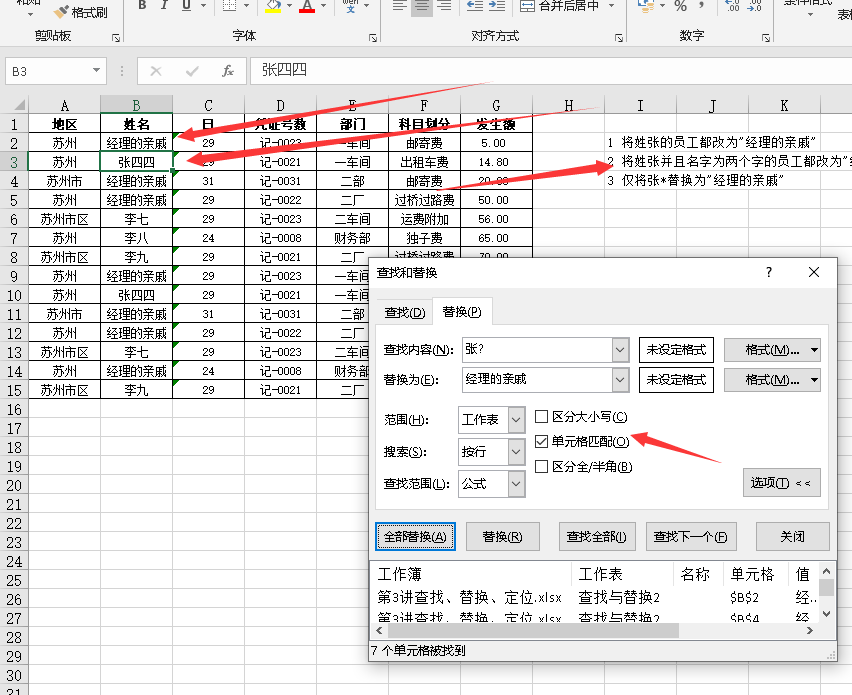 格式刷
B I U
合并后居中
%
剪贴板 字体 对齐方式 数字
B3 fx 张四四
A B C D E F G H I J K
1 地区 姓名 日 凭证号数 部门 科目划分 发生额
2 苏州 经理的亲戚 29 记-0023 一车间 邮寄费 5.00 1 将姓张的员工都改为"经理的亲戚"
3 苏州 张四四 29 记-0021 一车间 出租车费 14.80 2 将姓张并且名字为两个字的员工都改为"
4 苏州市 经理的亲戚 31 记-0031 二部 邮寄费 20.00 3 仅将张*替换为"经理的亲戚"
5 苏州 经理的亲戚 29 记-0022 二厂 过桥过路费 50.00
6 苏州市区 李七 29 记-0023 二车间 运费附加 56.00
7 苏州 李八 24 记-0008 财务部 独子费 65.00
8 苏州市区 李九 29 记-0021 二厂 过桥过路费 70.00
9 苏州 经理的亲戚 29 记-0023 一车间
10 苏州 张四四 29 记-0021 一车间
11 苏州市 经理的亲戚 31 记-0031 二部
12 苏州 经理的亲戚 29 记-0022 二厂
13 苏州市区 李七 29 记-0023 二车间
14 苏州 经理的亲戚 24 记-0008 财务部
15 苏州市区 李九 29 记-0021 二厂
16
17
18
19
20
21
22
23
24
25
26
27
28
29
30
31
查找和替换 ?
查找(D) 替换(P)
查找内容(N): 张? 未设定格式 格式(M)...
替换为(E): 经理的亲戚 未设定格式 格式(M)...
范围(H): 工作表 区分大小写(C)
搜索(S): 按行 单元格匹配(O)
查找范围(L): 公式 区分全/半角(B)
选项(T) <<
全部替换(A) 替换(R) 查找全部(I) 查找下一个(F) 关闭
工作簿 工作表 名称 单元格 值
第3讲查找、替换、定位.xlsx 查找与替换2 $B$2 经..
第3讲查找、替换、定位.xlsx 查找与替换2 $B$4 经
7 个单元格被找到